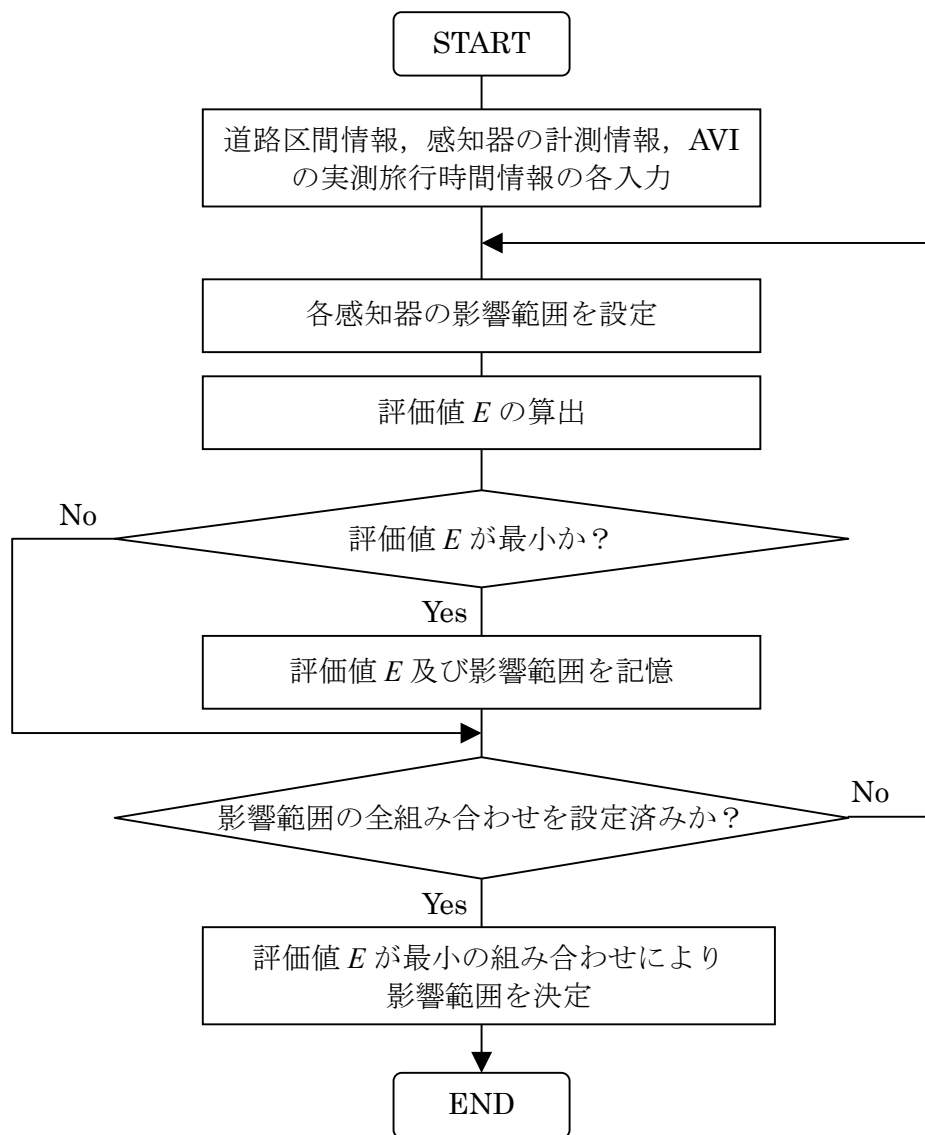 START
道路区間情報，感知器の計測情報，AVI
の実測旅行時間情報の各入力
各感知器の影響範囲を設定
評価値 E の算出
No
評価値 E が最小か？
Yes
評価値 E 及び影響範囲を記憶
No
影響範囲の全組み合わせを設定済みか？
Yes
評価値 E が最小の組み合わせにより
影響範囲を決定
END